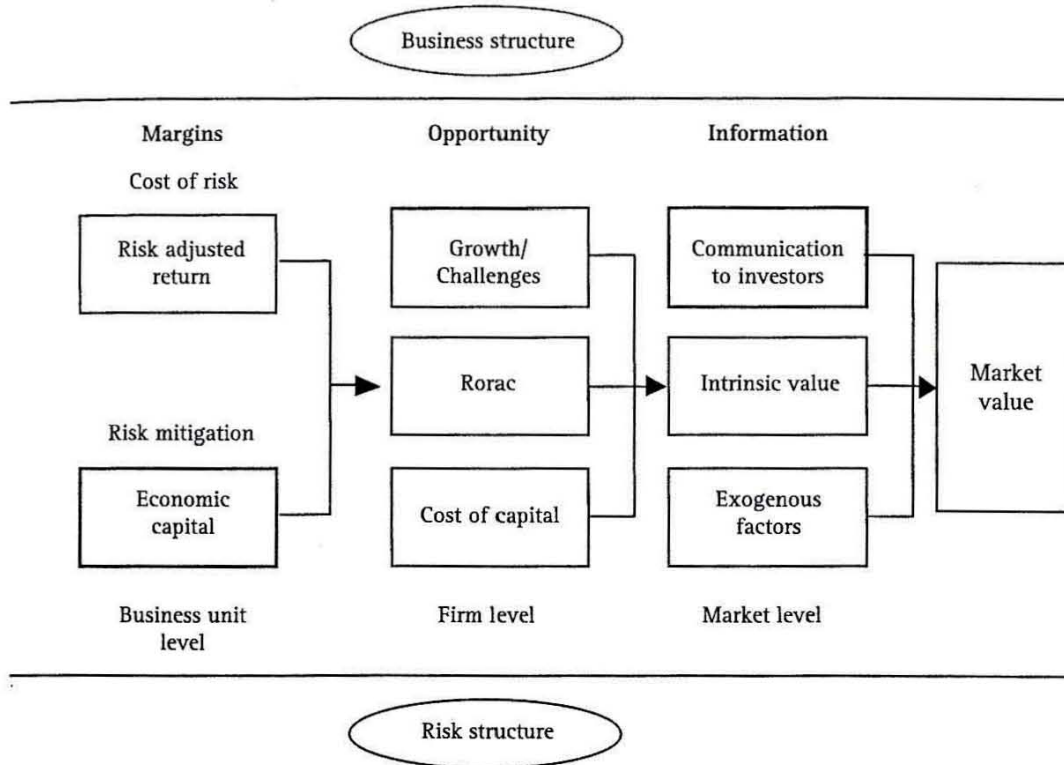 Business structure
Margins
Opportunity
Information
Cost of risk
Risk adjusted
return
Growth/
Challenges
Communication
to investors
Rorac
Intrinsic value
Market
value
Risk mitigation
Economic
capital
Cost of capital
Exogenous
factors
Business unit
level
Firm level
Market level
Risk structure